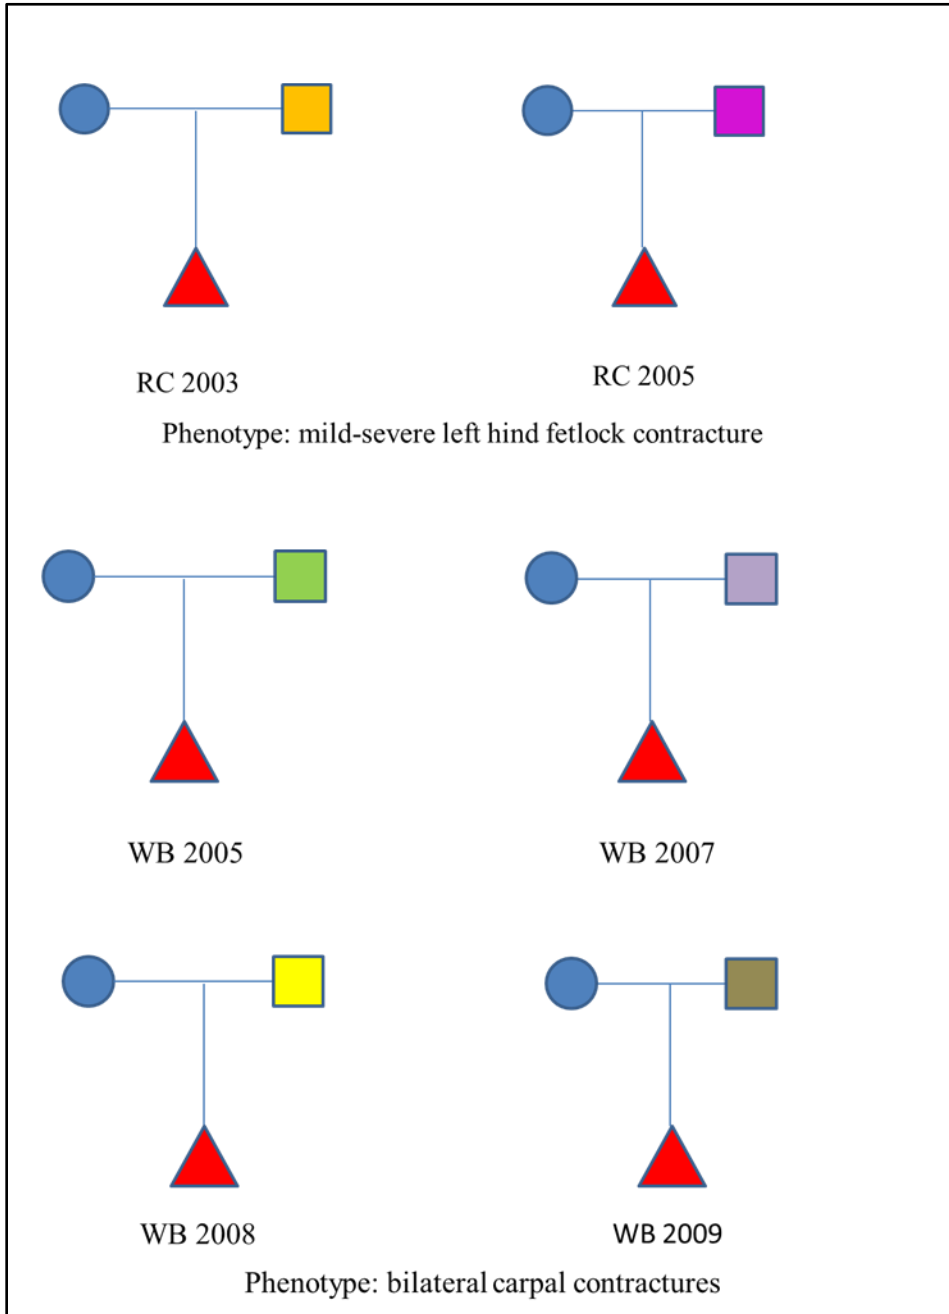 RC 2003
RC 2005
Phenotype: mild-severe left hind fetlock contracture
WB 2005
WB 2007
WB 2008
WB 2009
Phenotype: bilateral carpal contractures